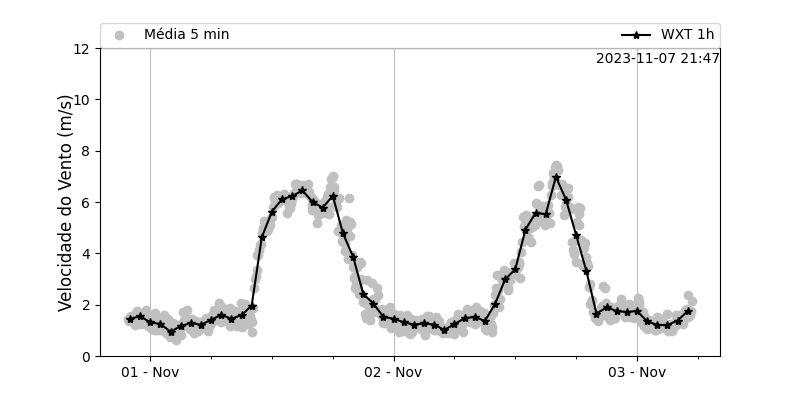 Média 5 min
WXT 1h
2023-11-07 21:47
Velocidade do Vento (m/s)
12
10
8
6
4
2
0
01 - Nov
02 - Nov
03 - Nov